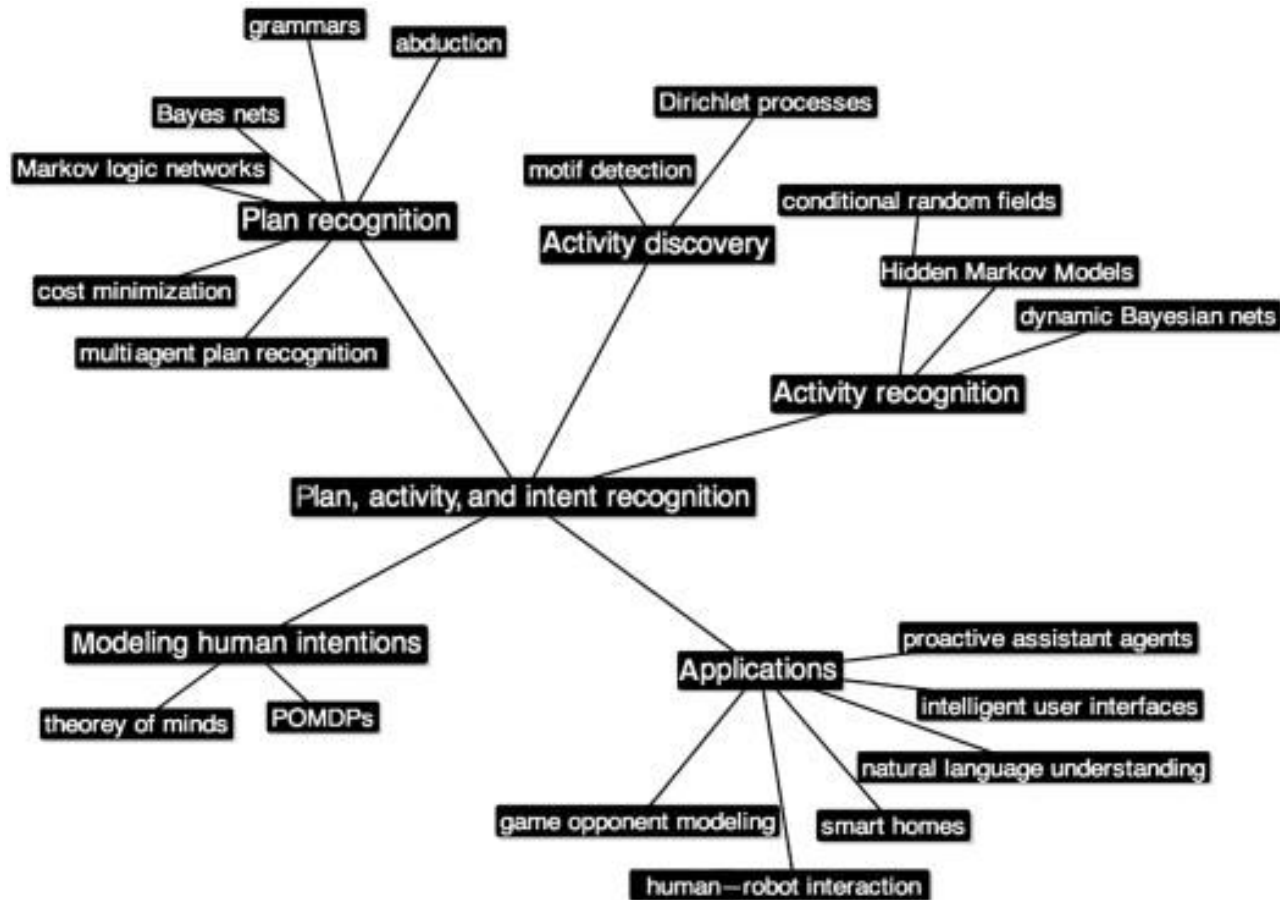 grammars
abduction
Dirichlet processes
Bayes nets
Markov logic networks
motif detection
conditional random fields
Plan recognition
Activity discovery
Hidden Markov Models
cost minimization
dynamic Bayesian nets
multiagent plan recognition
Activity recognition
Plan, activity, and intent recognition
Modeling human intentions
proactive assistant agents
Applications
theorey of minds
POMDPs
intelligent user interfaces
natural language understanding
game opponent modeling
smart homes
human—robot interaction